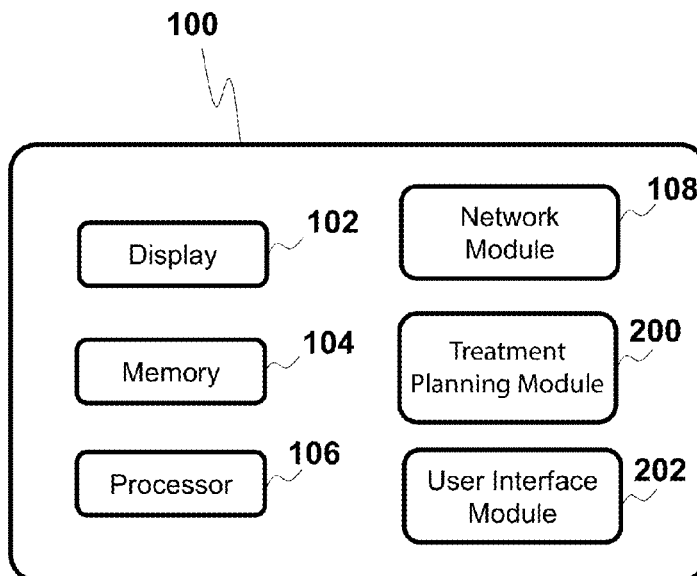 100
102
Display
104
Memory
106
Processor
108
Network
Module
200
Treatment
Planning Module
202
User Interface
Module